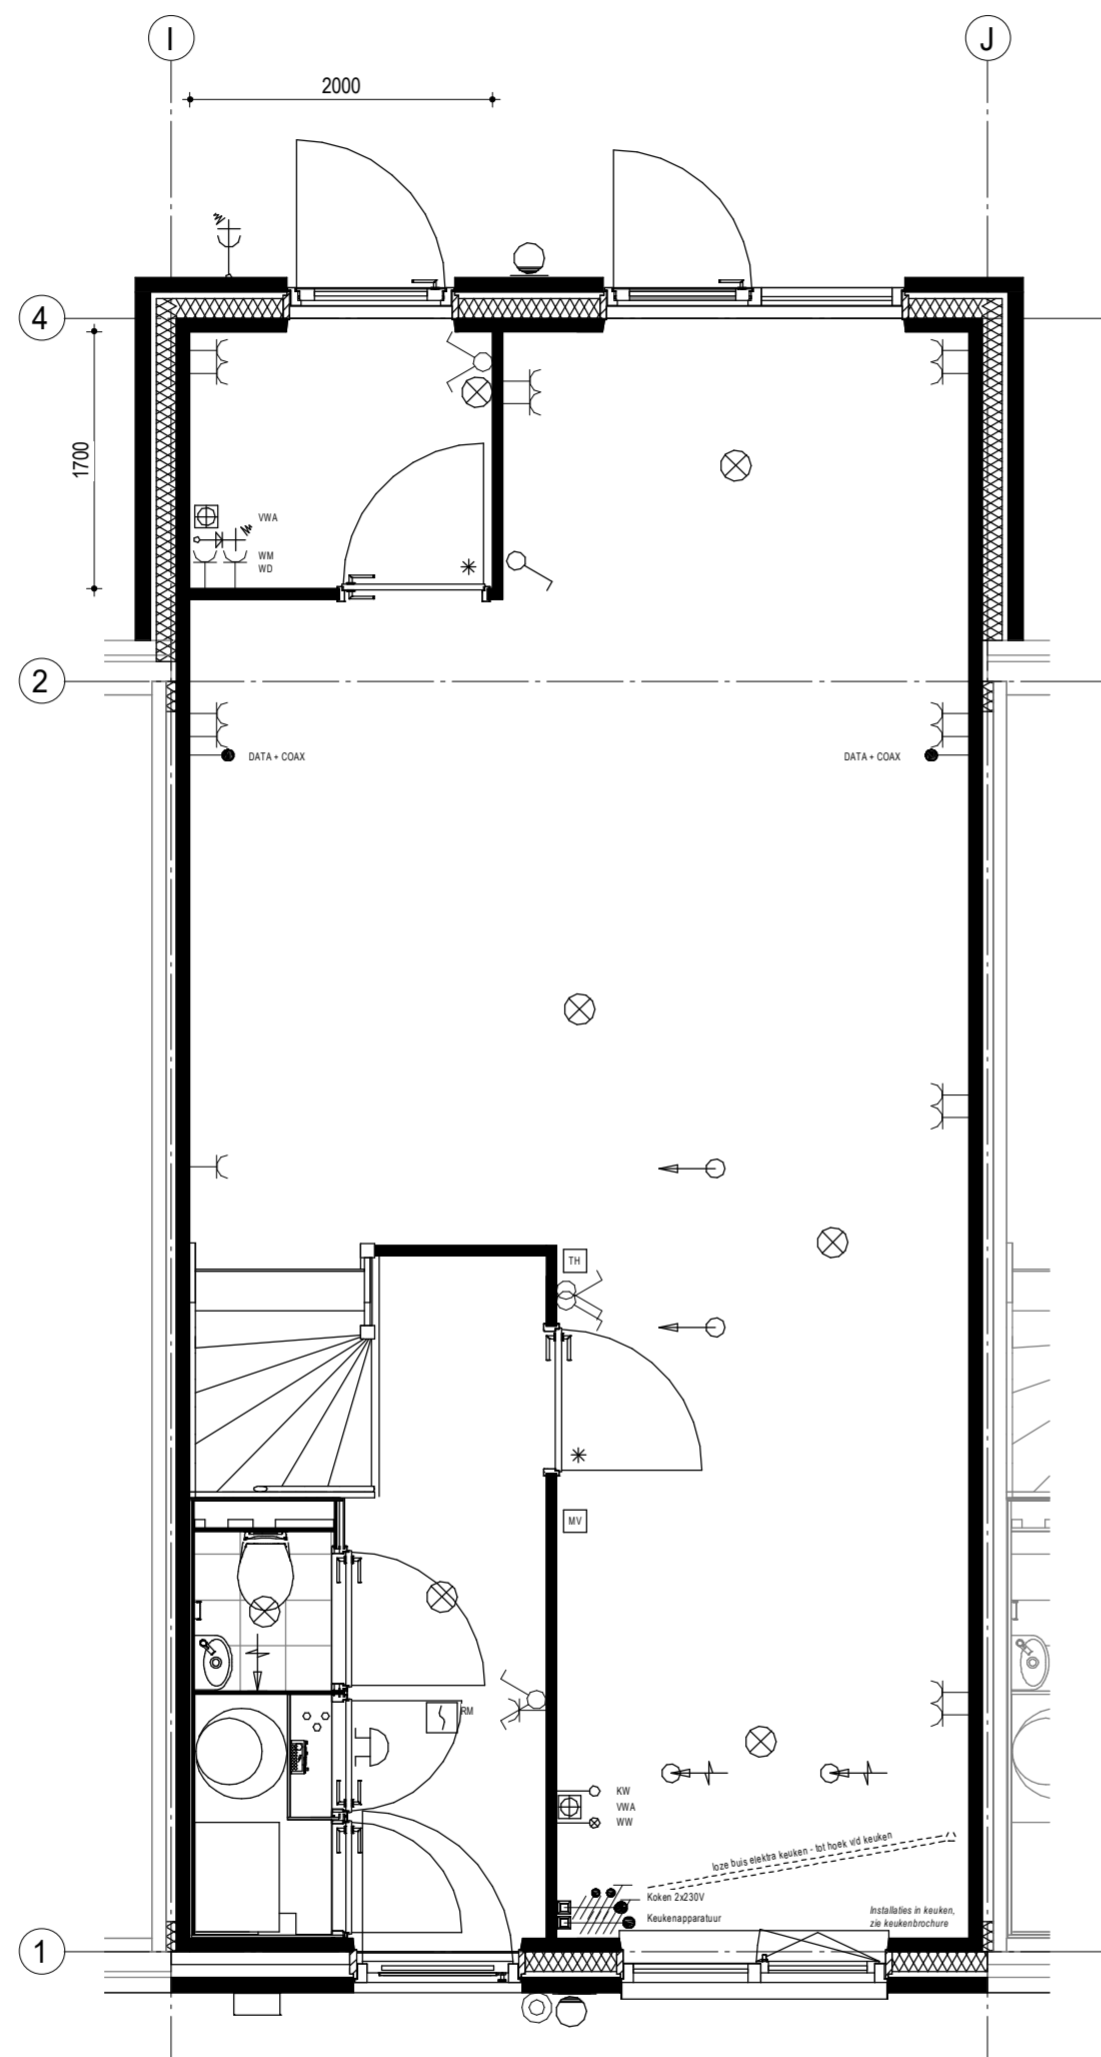 I
J
2000
4
1700
VWA
WM
WD
2
DATA + COAX
DATA + COAX
TH
MV
RM
KW
VWA
WW
loze buis elektra keuken - tot hoek v/d keuken
Koken 2x230V
Keukenapparatuur
Installaties in keuken,
zie keukenbrochure
1